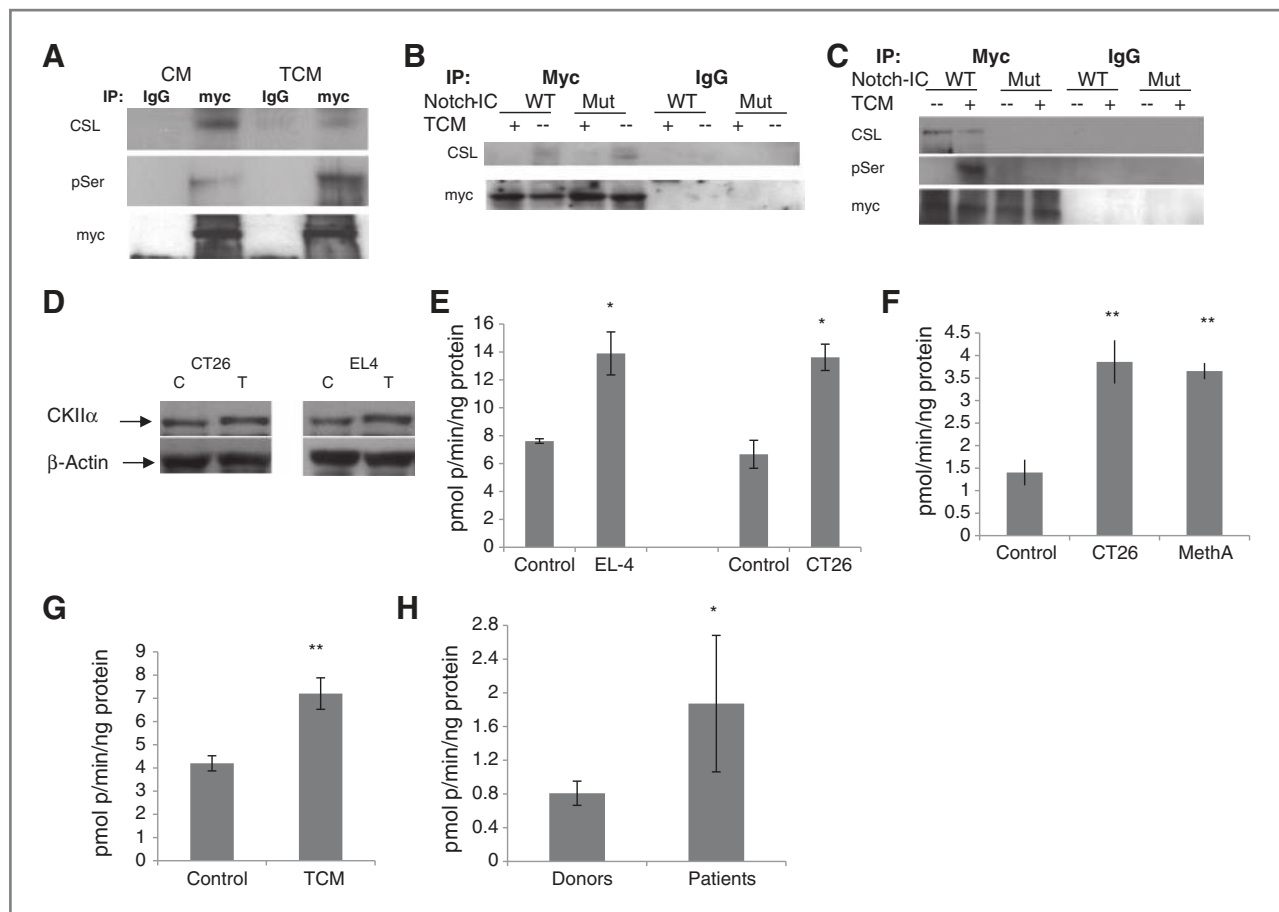 A
CM TCM
IP: IgG myc IgG myc
CSL
pSer
myc
B
IP: Myc IgG
Notch-IC WT Mut WT Mut
TCM + -- + -- + -- + --
CSL
myc
C
IP: Myc IgG
Notch-IC WT Mut WT Mut
TCM -- + -- + -- + -- +
CSL
pSer
myc
D
CT26 EL4
C T C T
CKIIα
β-Actin
E
pmol p/min/ng protein
16
14
12
10
8
6
4
2
0
* *
Control EL-4 Control CT26
F
pmol/min/ng protein
4.5
4
3.5
3
2.5
2
1.5
1
0.5
0
** **
Control CT26 MethA
G
pmol p/min/ng protein
9
8
7
6
5
4
3
2
1
0
**
Control TCM
H
pmol p/min/ng protein
2.8
2.4
2
1.6
1.2
0.8
0.4
0
*
Donors Patients